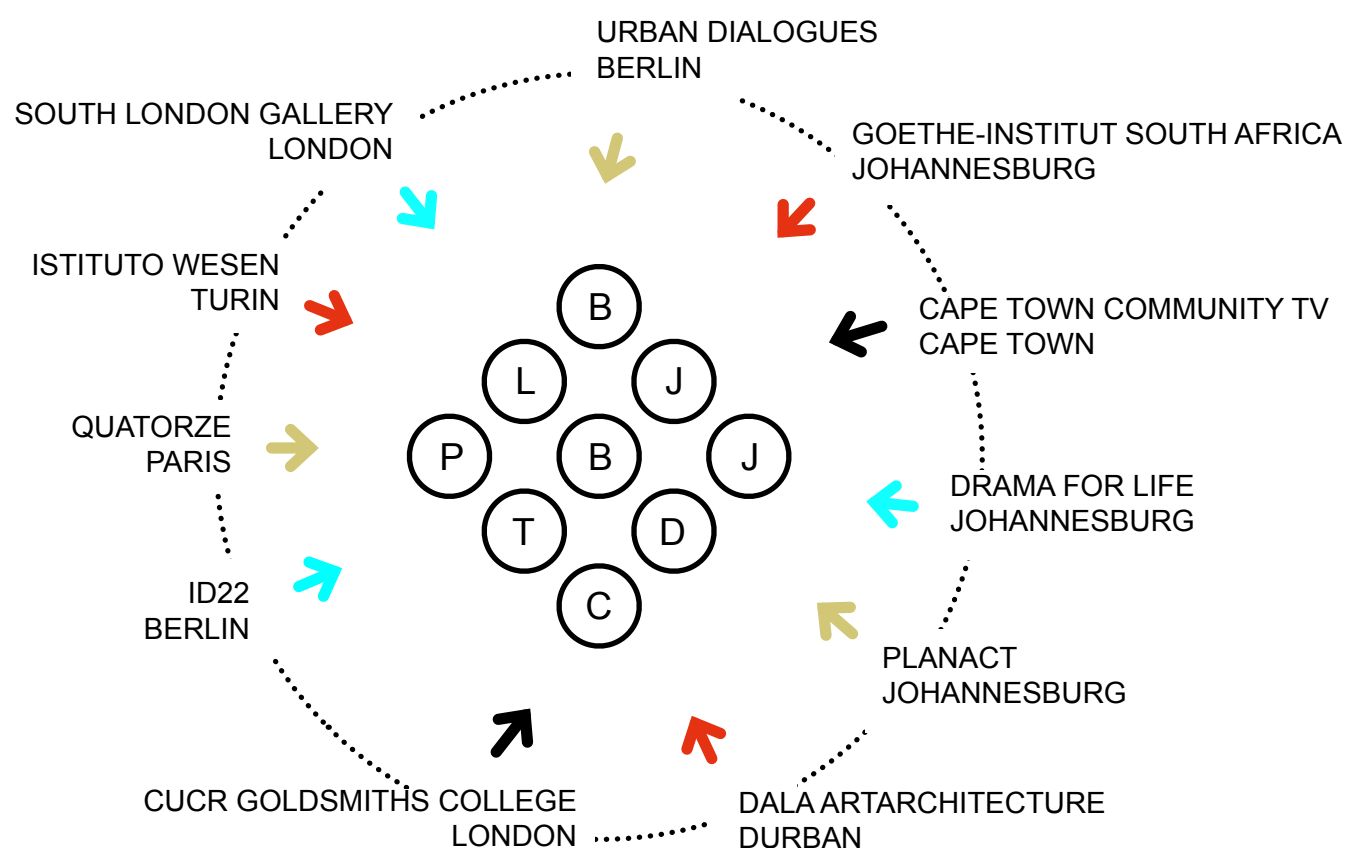 URBAN DIALOGUES
BERLIN
SOUTH LONDON GALLERY
LONDON
GOETHE-INSTITUT SOUTH AFRICA
JOHANNESBURG
ISTITUTO WESEN
TURIN
CAPE TOWN COMMUNITY TV
CAPE TOWN
QUATORZE
PARIS
DRAMA FOR LIFE
JOHANNESBURG
ID22
BERLIN
PLANACT
JOHANNESBURG
CUCR GOLDSMITHS COLLEGE
LONDON
DALA ARTARCHITECTURE
DURBAN
B
L J
P B J
T D
C